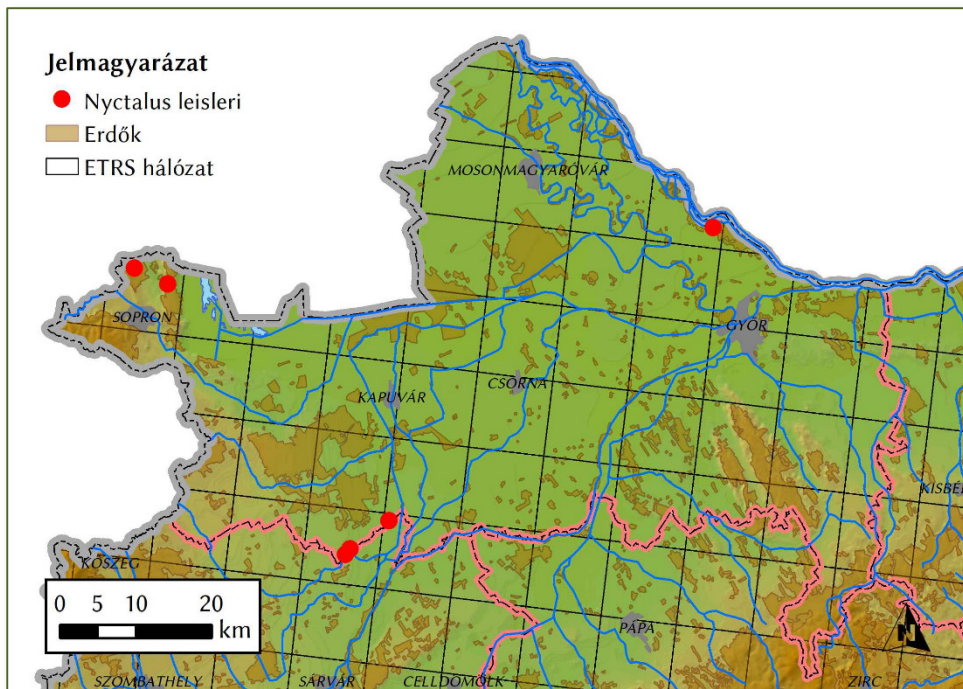 Jelmagyarázat
Nyctalus leisleri
Erdők
ETRS hálózat
MOSONMAGYARÓVÁR
SOPRON
GYŐR
CSORNA
KAPUVÁR
KISBÉ
KŐSZEG
0 5 10 20
km
PÁPA
N
SZOMBATHELY
SÁRVÁR
CELLDÖMÖLK
ZIRC